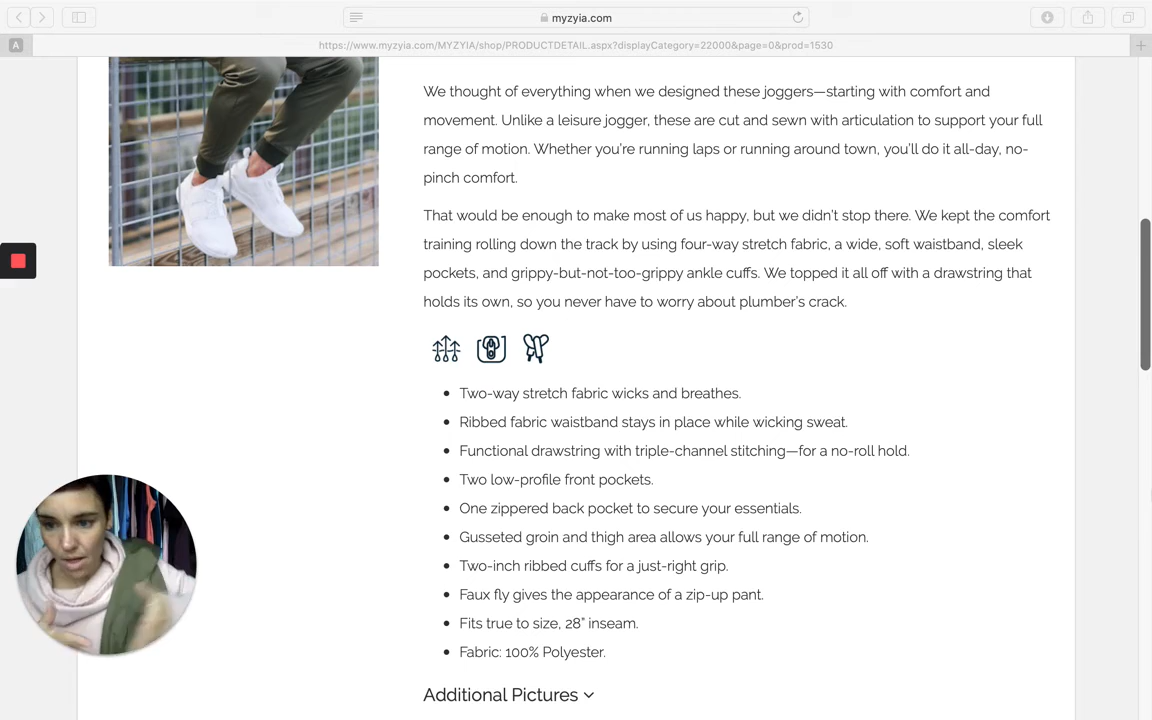 myzyia.com
A
https://www.myzyia.com/MYZYIA/shop/PRODUCTDETAIL.aspx?displayCategory=22000&page=0&prod=1530
We thought of everything when we designed these joggers—starting with comfort and
movement. Unlike a leisure jogger, these are cut and sewn with articulation to support your full
range of motion. Whether you're running laps or running around town, you'll do it all-day, no-
pinch comfort.
That would be enough to make most of us happy, but we didn't stop there. We kept the comfort
training rolling down the track by using four-way stretch fabric, a wide, soft waistband, sleek
pockets, and grippy-but-not-too-grippy ankle cuffs. We topped it all off with a drawstring that
holds its own, so you never have to worry about plumber's crack.
• Two-way stretch fabric wicks and breathes.
• Ribbed fabric waistband stays in place while wicking sweat.
• Functional drawstring with triple-channel stitching—for a no-roll hold.
• Two low-profile front pockets.
• One zippered back pocket to secure your essentials.
• Gusseted groin and thigh area allows your full range of motion.
• Two-inch ribbed cuffs for a just-right grip.
• Faux fly gives the appearance of a zip-up pant.
• Fits true to size, 28" inseam.
• Fabric: 100% Polyester.
Additional Pictures